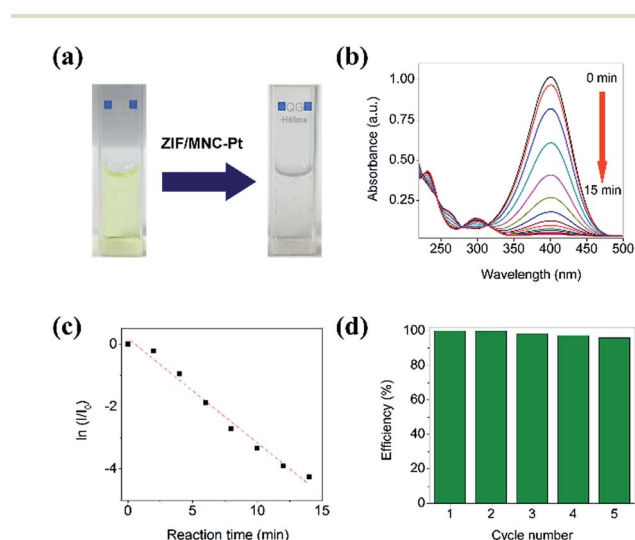 (a)
QG
Hellma
ZIF/MNC-Pt
(b)
Absorbance (a.u.)
1.00
0.75
0.50
0.25
0 min
15 min
250 300 350 400 450 500
Wavelength (nm)
(c)
ln (I/I0)
0
-2
-4
0 5 10 15
Reaction time (min)
(d)
Efficiency (%)
100
80
60
40
20
0
1 2 3 4 5
Cycle number